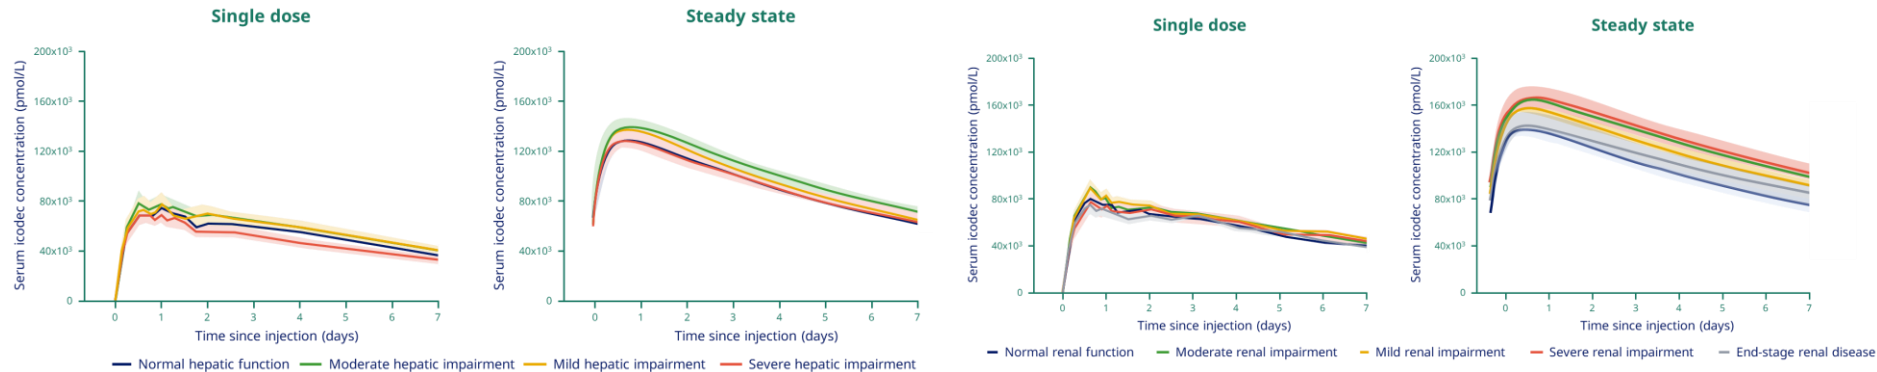 Single dose
Serum icodec concentration (pmol/L)
200x10³
160x10³
120x10³
80x10³
40x10³
0
0 1 2 3 4 5 6 7
Time since injection (days)
Steady state
Serum icodec concentration (pmol/L)
200x10³
160x10³
120x10³
80x10³
40x10³
0
0 1 2 3 4 5 6 7
Time since injection (days)
Normal hepatic function Moderate hepatic impairment Mild hepatic impairment Severe hepatic impairment
Single dose
Serum icodec concentration (pmol/L)
200x10³
160x10³
120x10³
80x10³
40x10³
0
0 1 2 3 4 5 6 7
Time since injection (days)
Steady state
Serum icodec concentration (pmol/L)
200x10³
160x10³
120x10³
80x10³
40x10³
0
0 1 2 3 4 5 6 7
Time since injection (days)
Normal renal function Moderate renal impairment Mild renal impairment Severe renal impairment End-stage renal disease